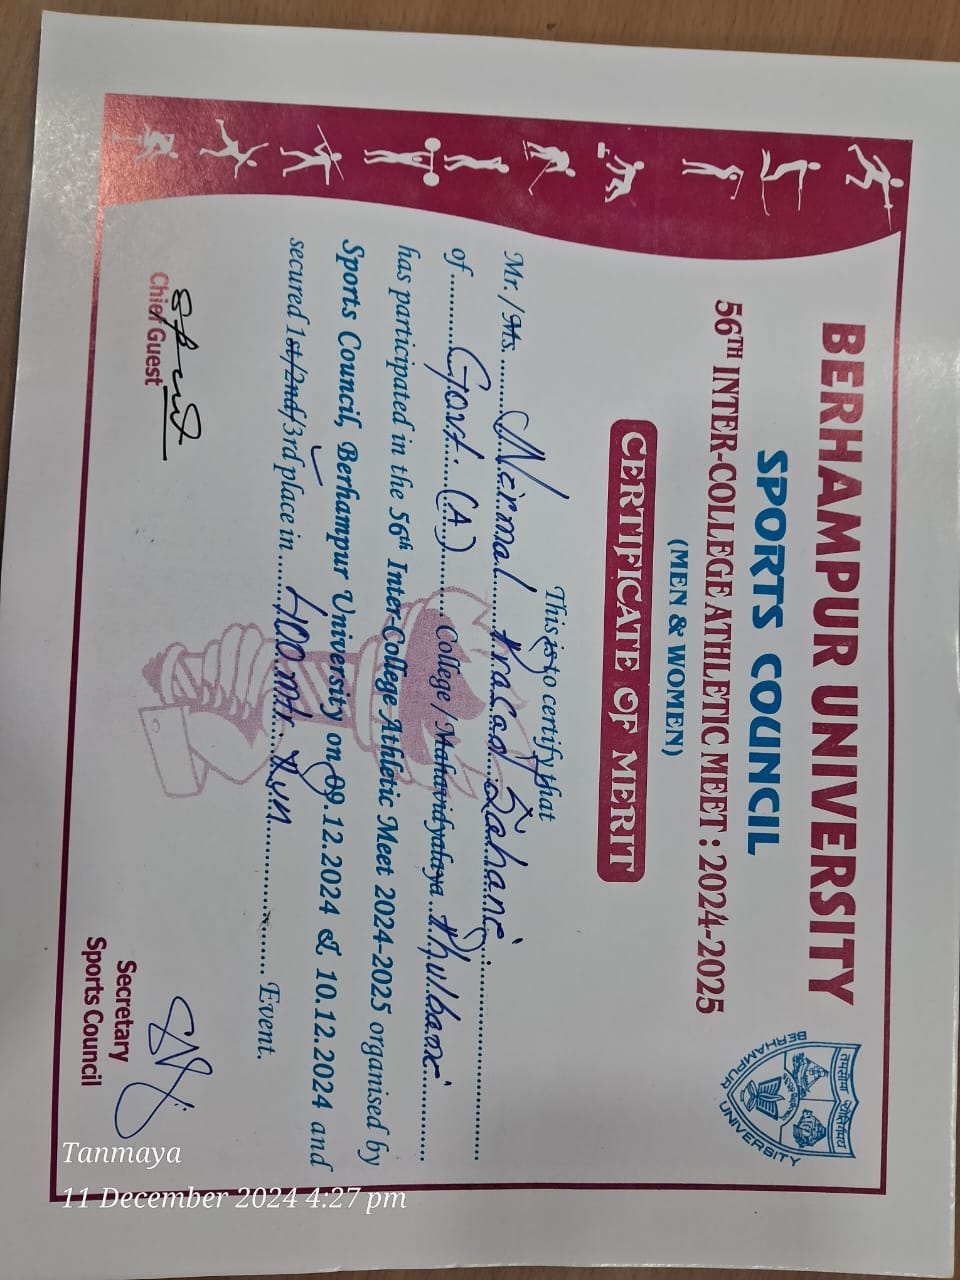 BERHAMPUR UNIVERSITY
SPORTS COUNCIL
56TH INTER-COLLEGE ATHLETIC MEET : 2024-2025
(MEN & WOMEN)
CERTIFICATE OF MERIT
BERHAMPUR UNIVERSITY
This is to certify that
Mr./Ms. Nirmal Prasad Sahani
of Govt. (A) College / Mahavidyalaya Phulbani
has participated in the 56th Inter-College Athletic Meet 2024-2025 organised by
Sports Council, Berhampur University on 09.12.2024 & 10.12.2024 and
secured 1st/2nd/3rd place in 400 mtr. Run Event.
Chief Guest
Secretary
Sports Council
Tanmaya
11 December 2024 4:27 pm